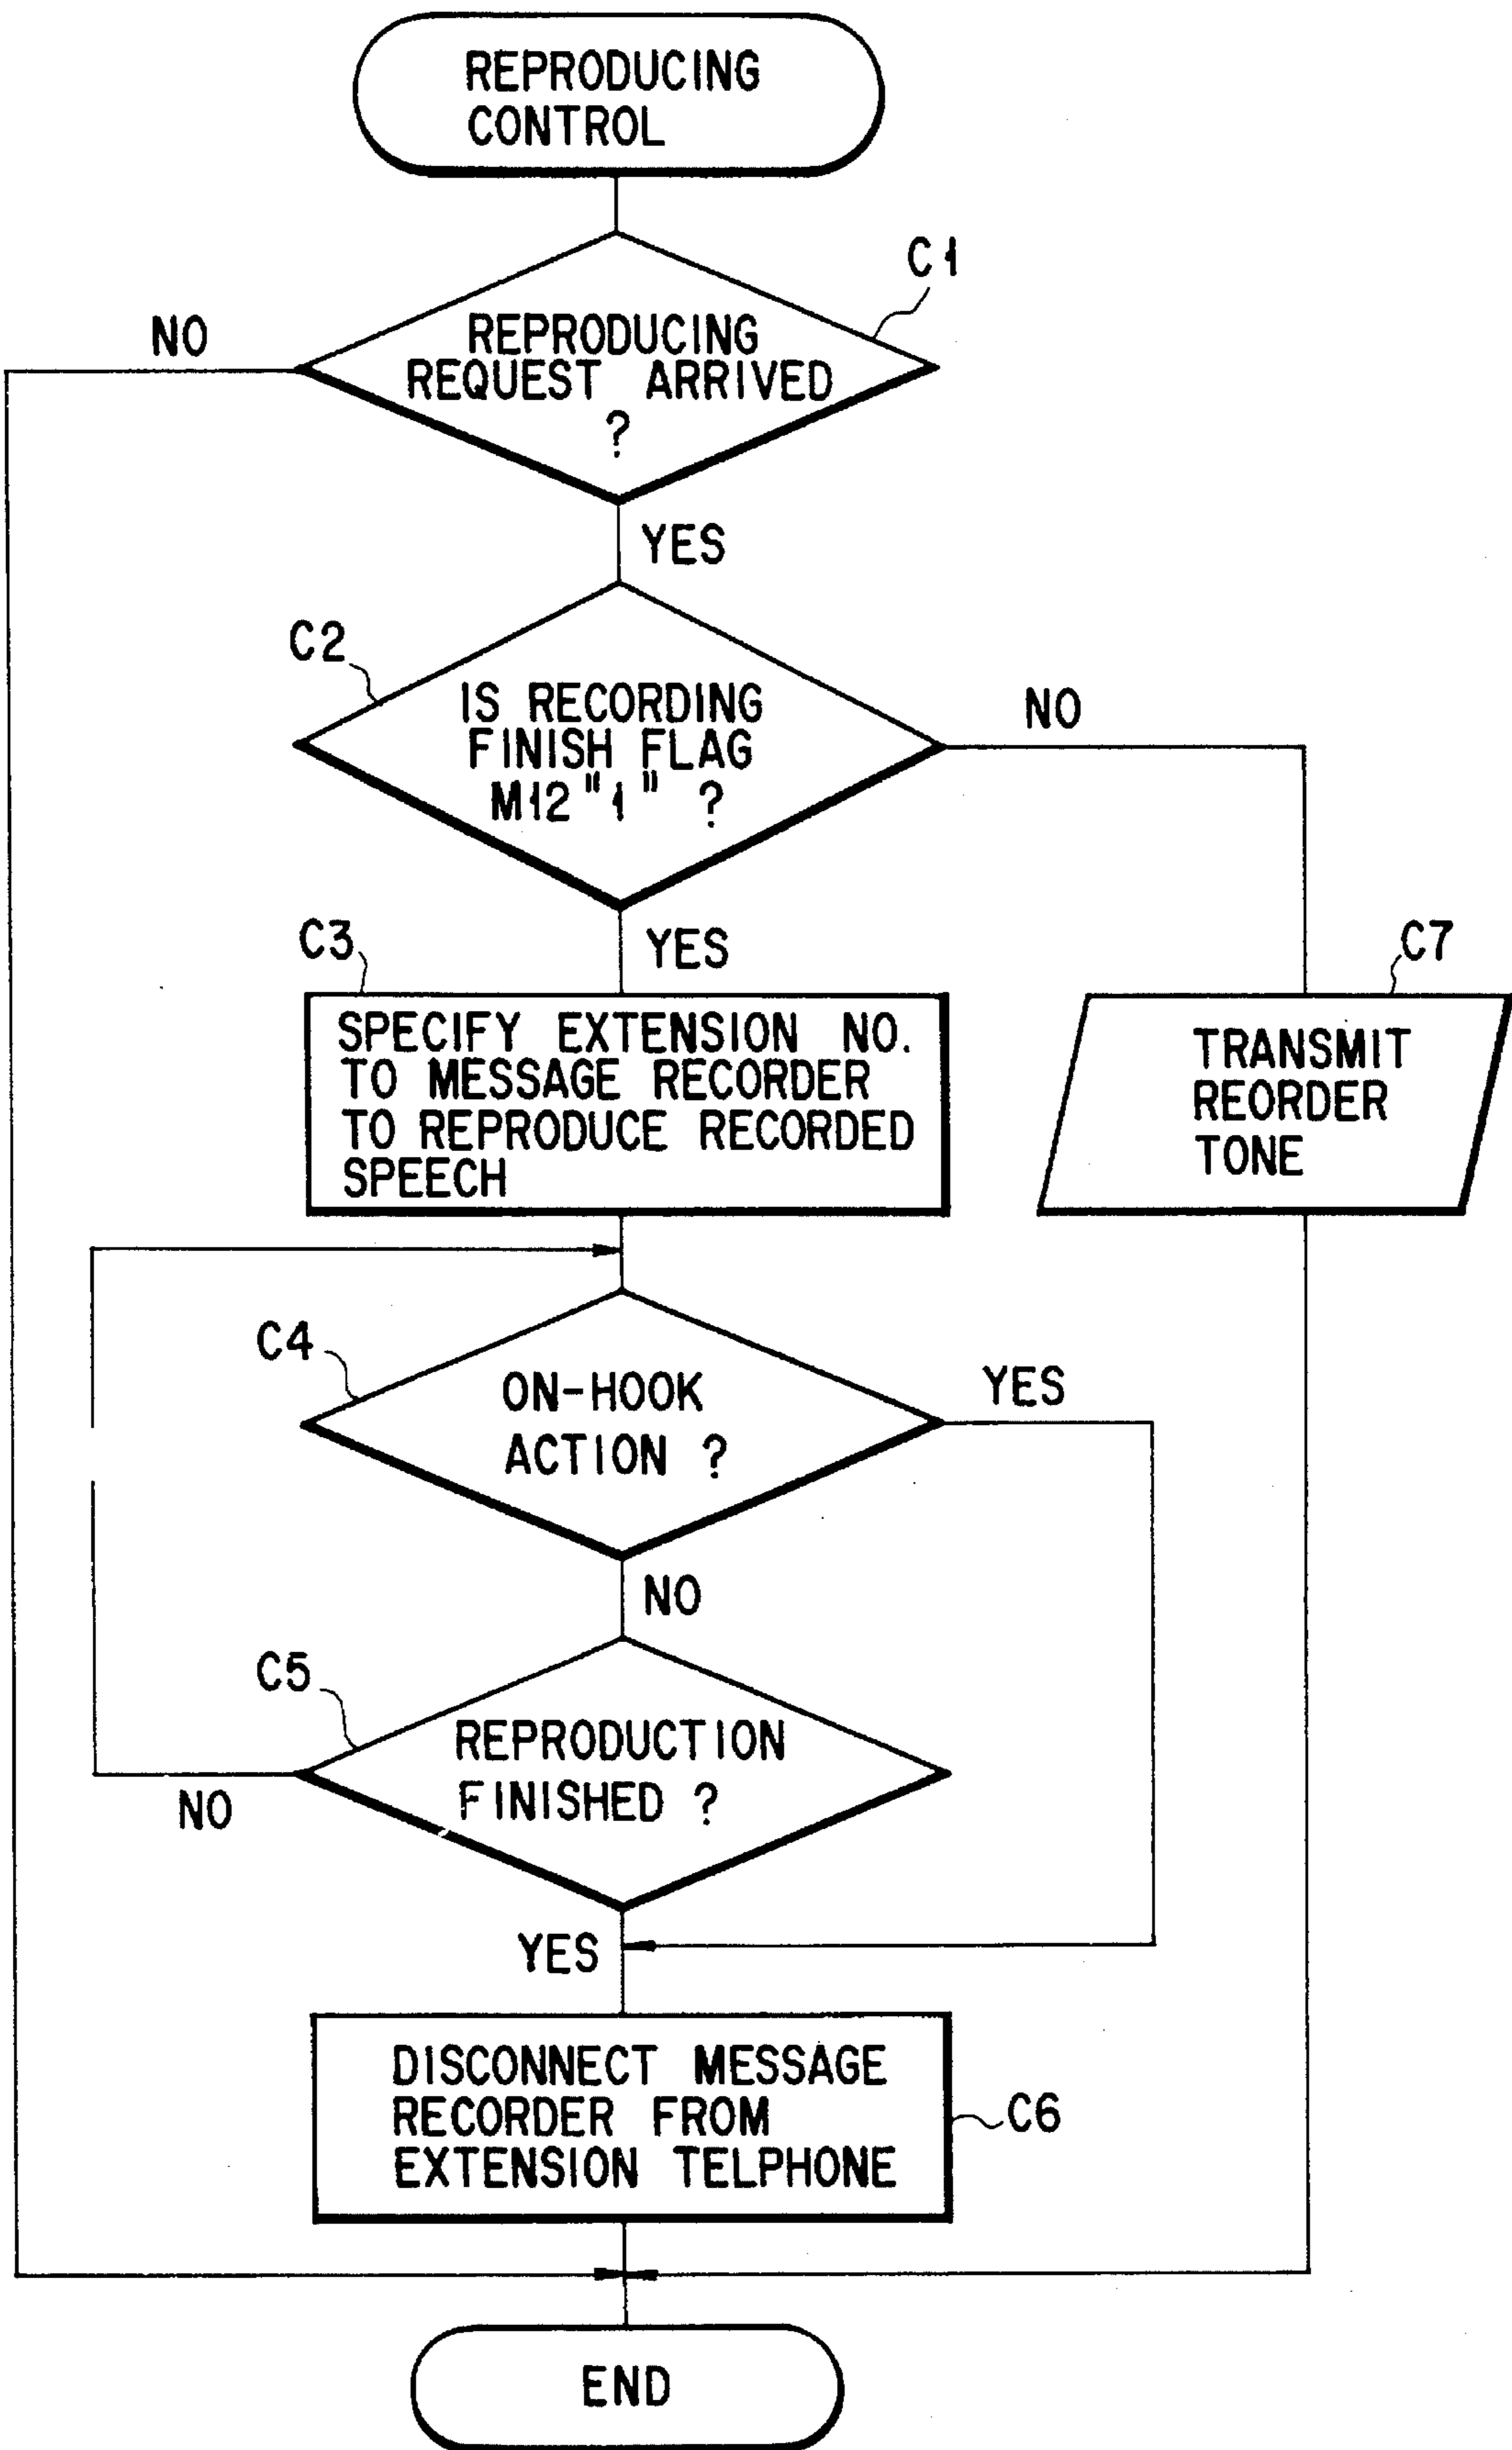 REPRODUCING
CONTROL
C1
NO
REPRODUCING
REQUEST ARRIVED
?
YES
C2
IS RECORDING
FINISH FLAG
M12 "1" ?
NO
C3
YES
C7
SPECIFY EXTENSION NO.
TO MESSAGE RECORDER
TO REPRODUCE RECORDED
SPEECH
TRANSMIT
REORDER
TONE
C4
ON-HOOK
ACTION ?
YES
NO
C5
REPRODUCTION
FINISHED ?
NO
YES
DISCONNECT MESSAGE
RECORDER FROM
EXTENSION TELPHONE
C6
END